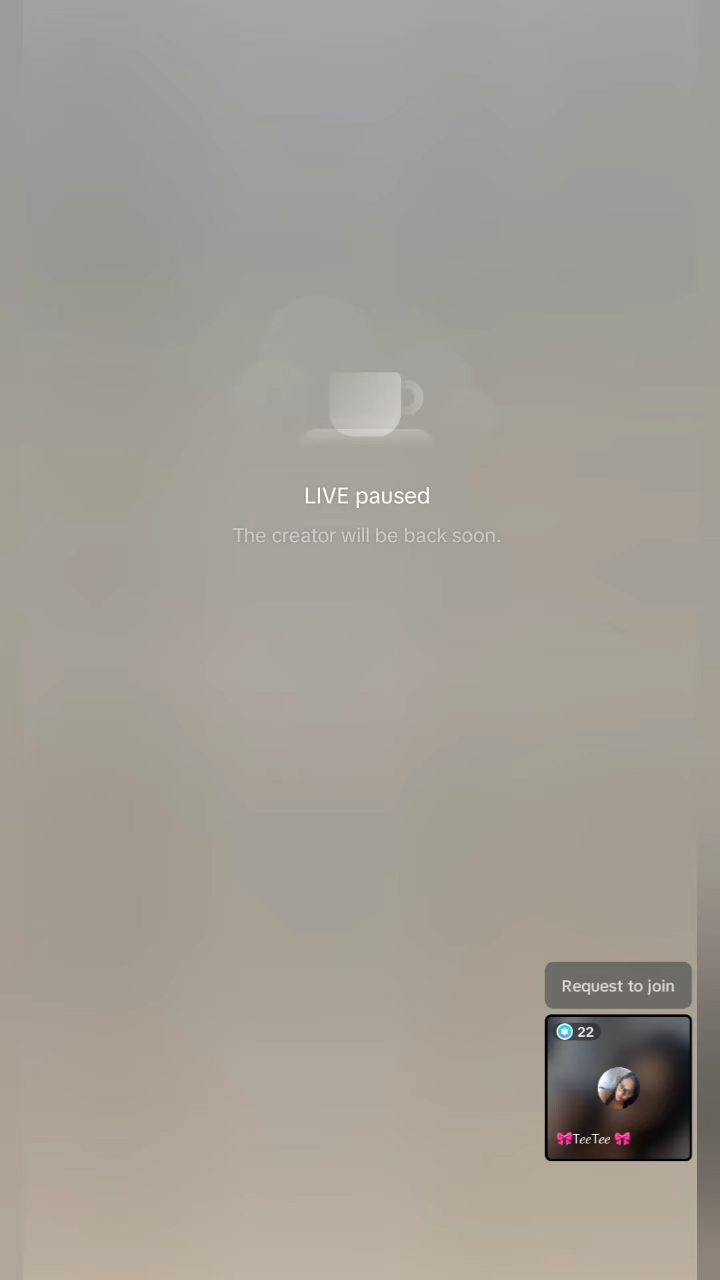 LIVE paused
The creator will be back soon.
Request to join
22
🎀TeeTee 🎀